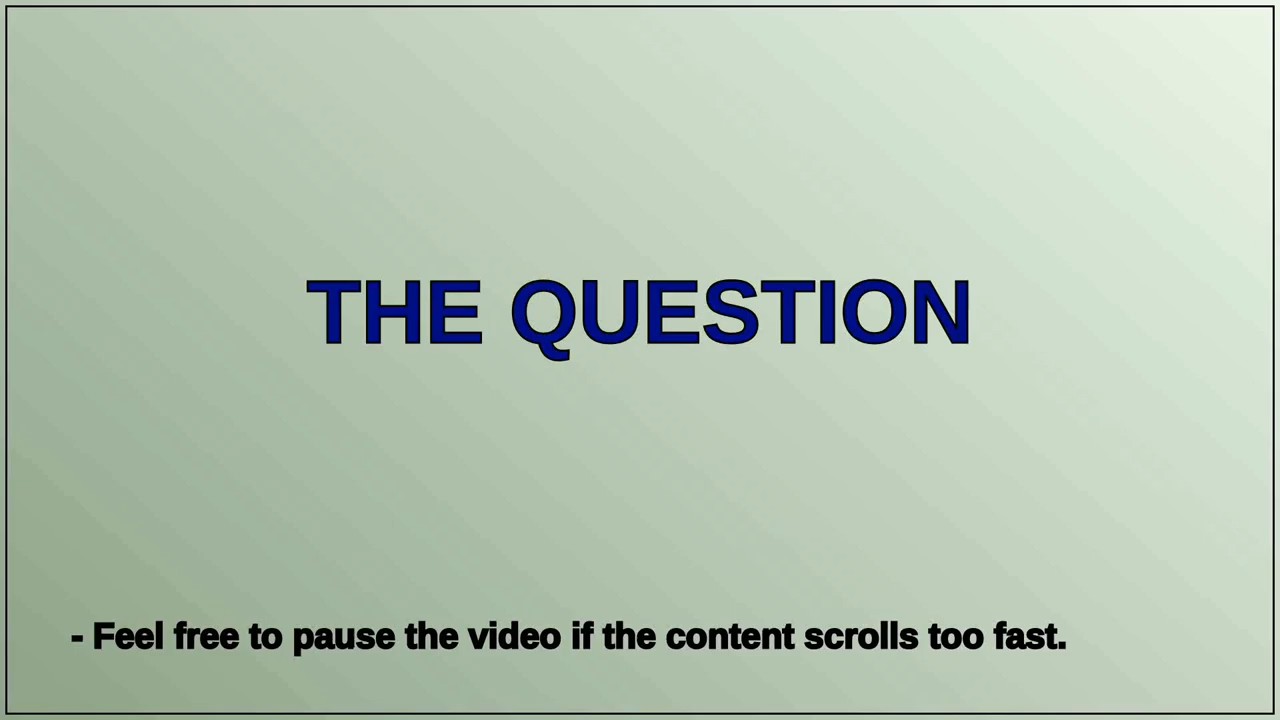 THE QUESTION
- Feel free to pause the video if the content scrolls too fast.